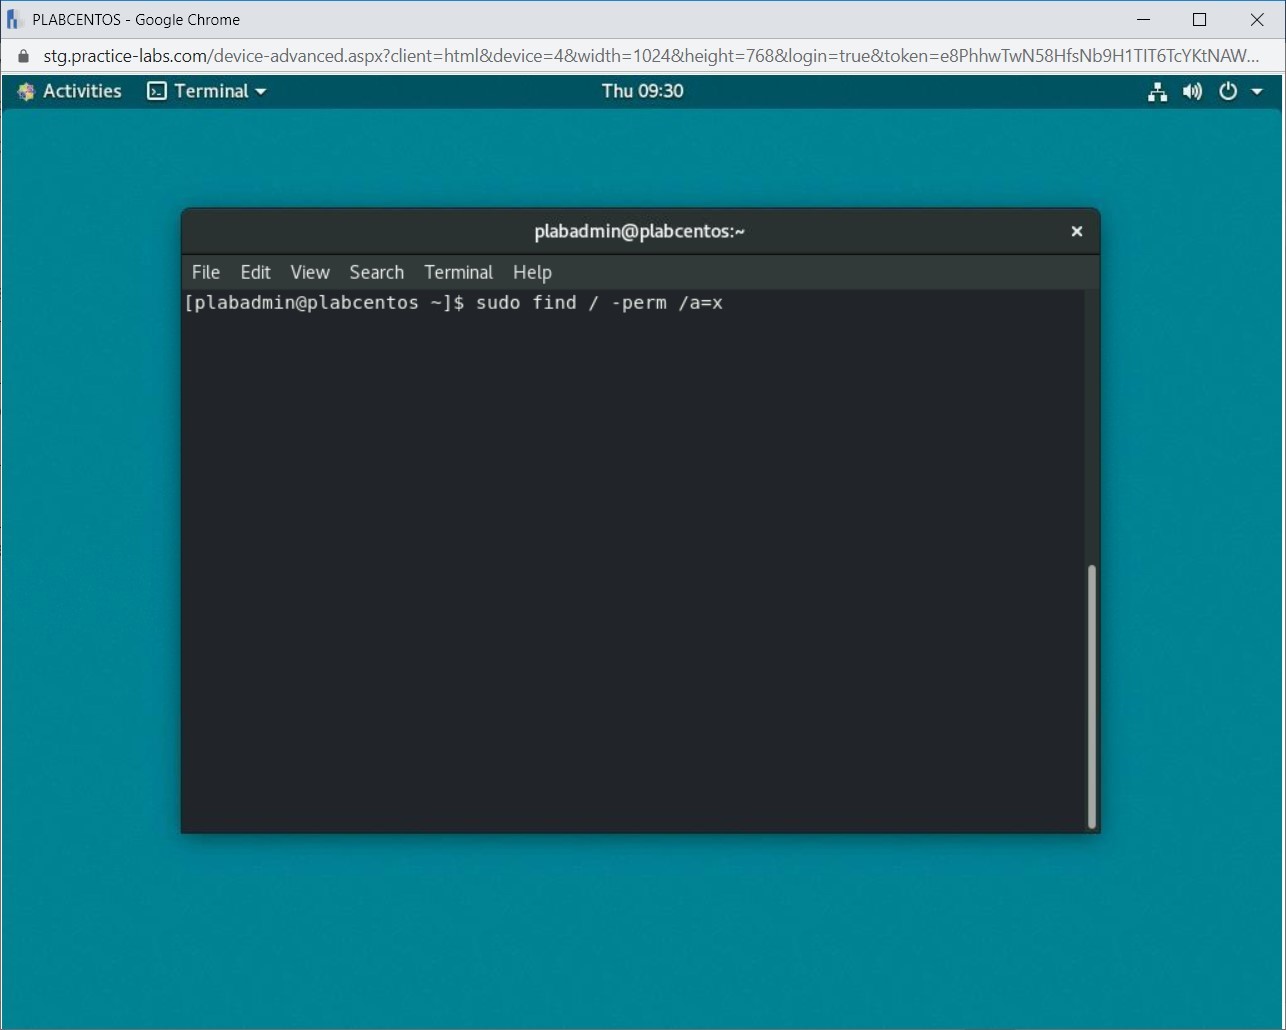 PLABCENTOS - Google Chrome
stg.practice-labs.com/device-advanced.aspx?client=html&device=4&width=1024&height=768&login=true&token=e8PhhwTwN58HfsNb9H1TIT6TcYKtNAW...
Activities Terminal Thu 09:30
plabadmin@plabcentos:~
File Edit View Search Terminal Help
[plabadmin@plabcentos ~]$ sudo find / -perm /a=x